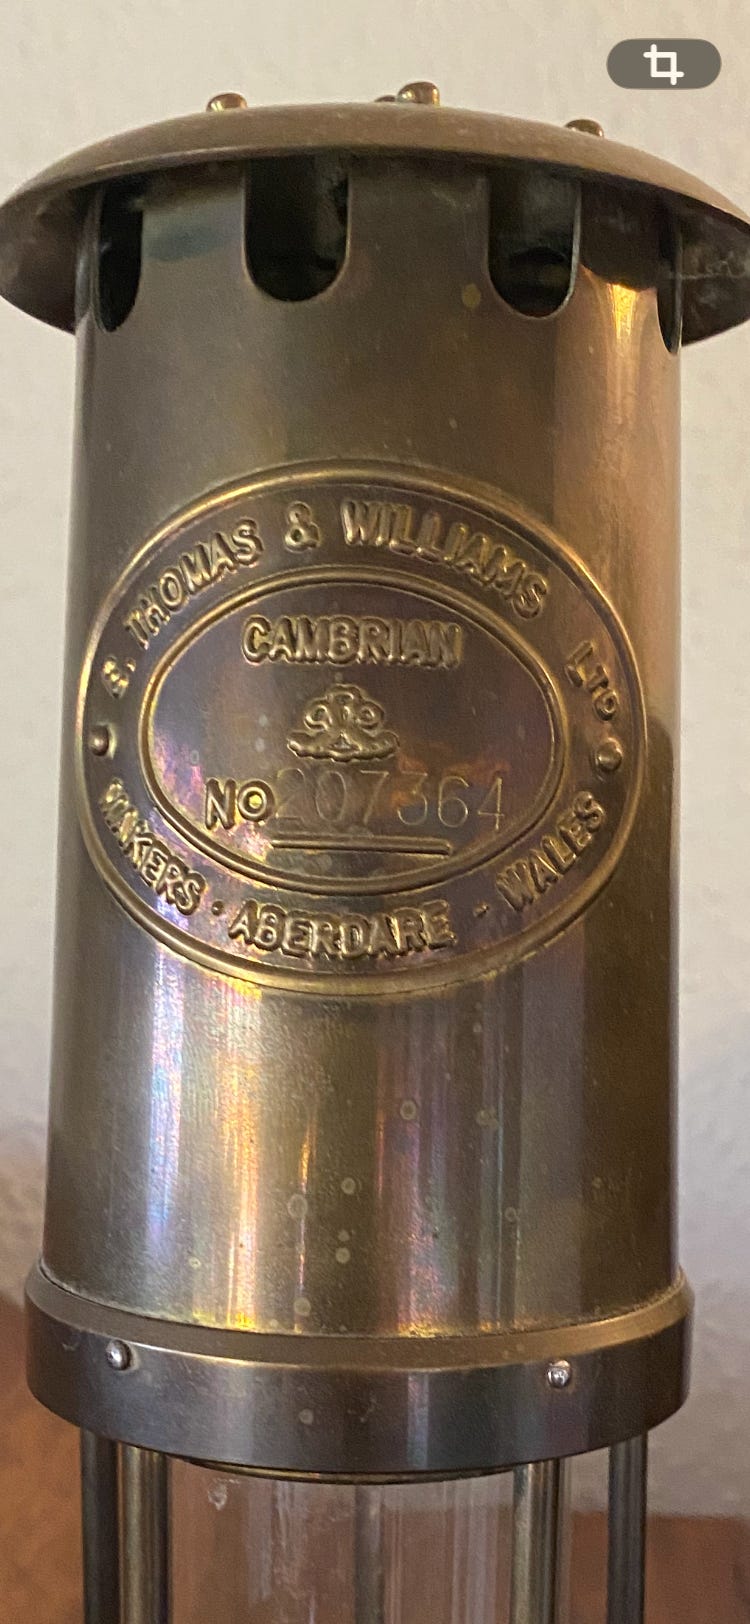 E. THOMAS & WILLIAMS LTD
CAMBRIAN
No 207364
MAKERS · ABERDARE - WALES